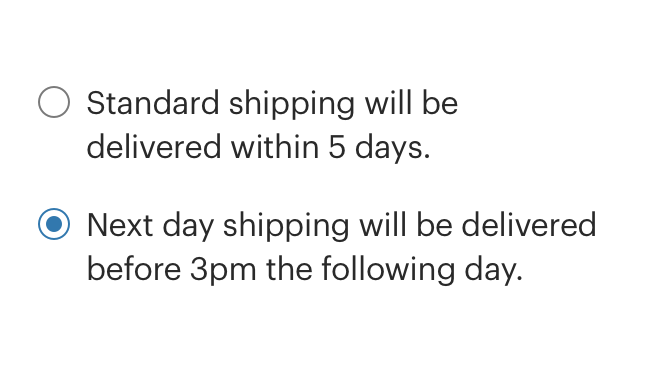 Standard shipping will be
delivered within 5 days.
Next day shipping will be delivered
before 3pm the following day.